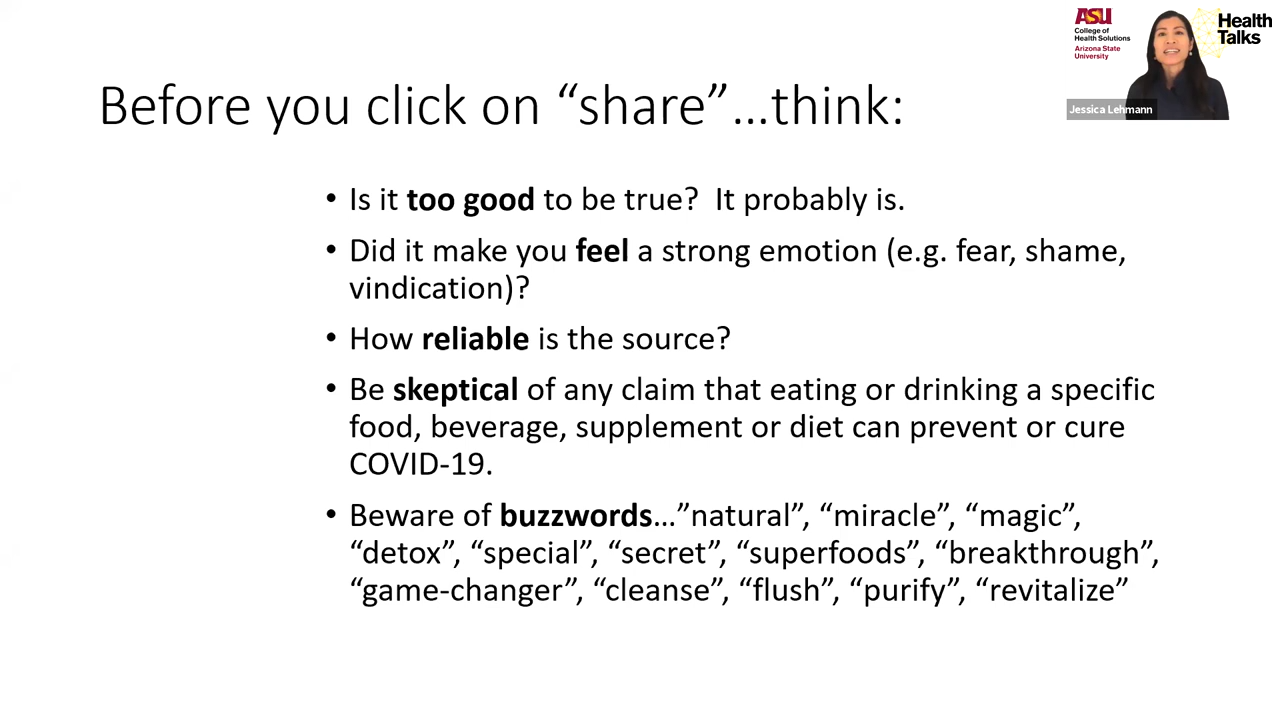 ASU
College of
Health Solutions
Arizona State
University
Health
Talks
Jessica Lehmann
Before you click on “share”…think:
• Is it too good to be true?  It probably is.
• Did it make you feel a strong emotion (e.g. fear, shame,
vindication)?
• How reliable is the source?
• Be skeptical of any claim that eating or drinking a specific
food, beverage, supplement or diet can prevent or cure
COVID-19.
• Beware of buzzwords…”natural”, “miracle”, “magic”,
“detox”, “special”, “secret”, “superfoods”, “breakthrough”,
“game-changer”, “cleanse”, “flush”, “purify”, “revitalize”